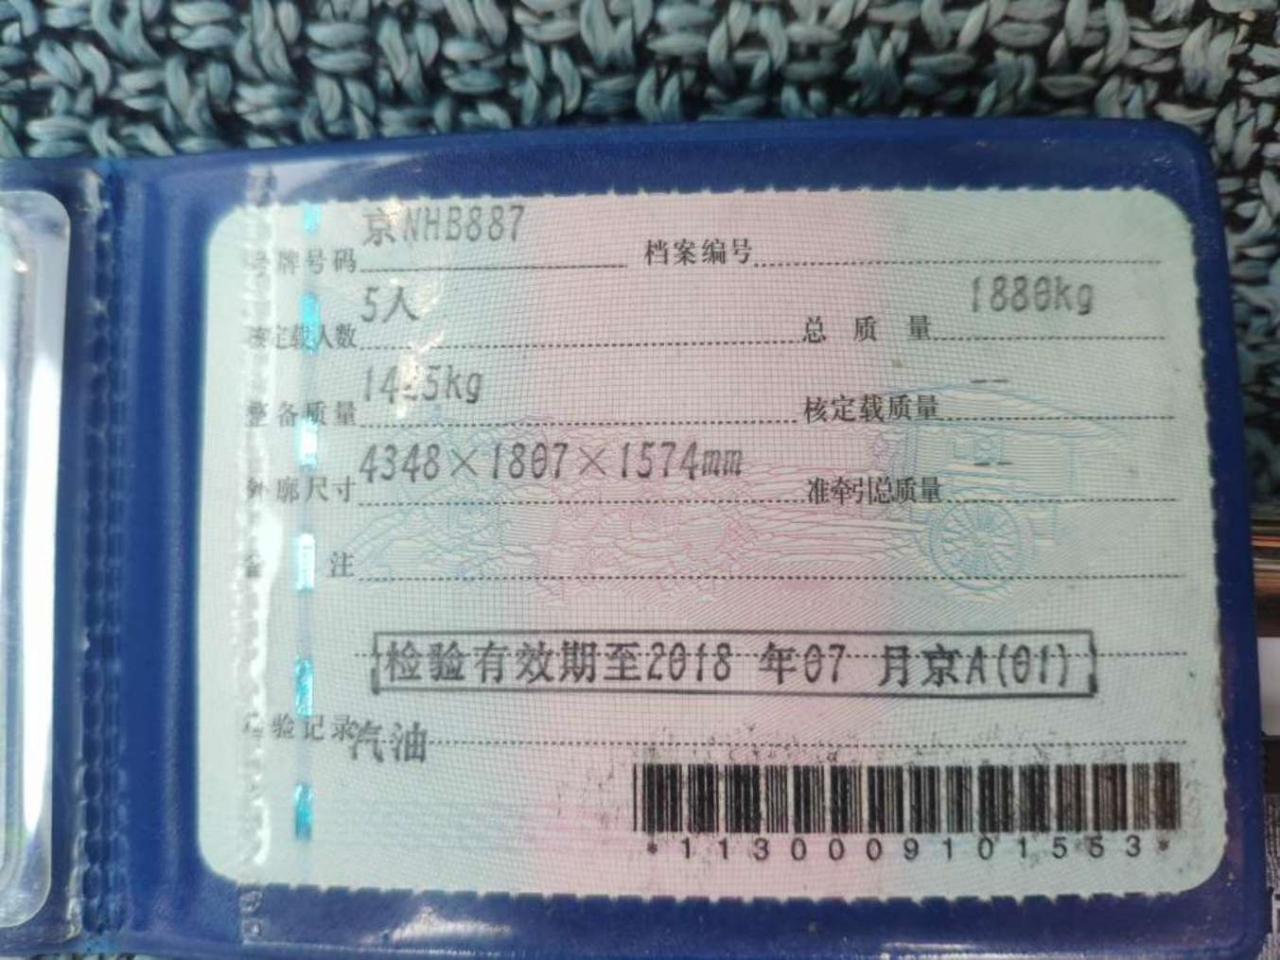 号牌号码 京NHB887 档案编号
核定载人数 5人 总质量 1880kg
整备质量 核定载质量 --
外廓尺寸 4348×1807×1574mm 准牵引总质量 --
备注
检验有效期至2018 年07 月京A(01)
检验记录 汽油
*1130009101553*